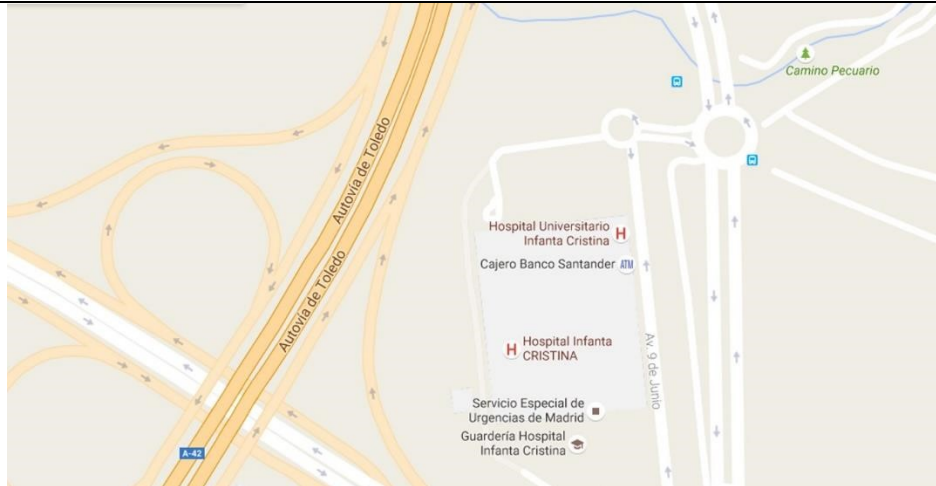 Camino Pecuario
Autovía de Toledo
Hospital Universitario
Infanta Cristina
H
Cajero Banco Santander
ATM
Autovía de Toledo
H
Hospital Infanta
CRISTINA
Av. 9 de Junio
Servicio Especial de
Urgencias de Madrid
Guardería Hospital
Infanta Cristina
A-42